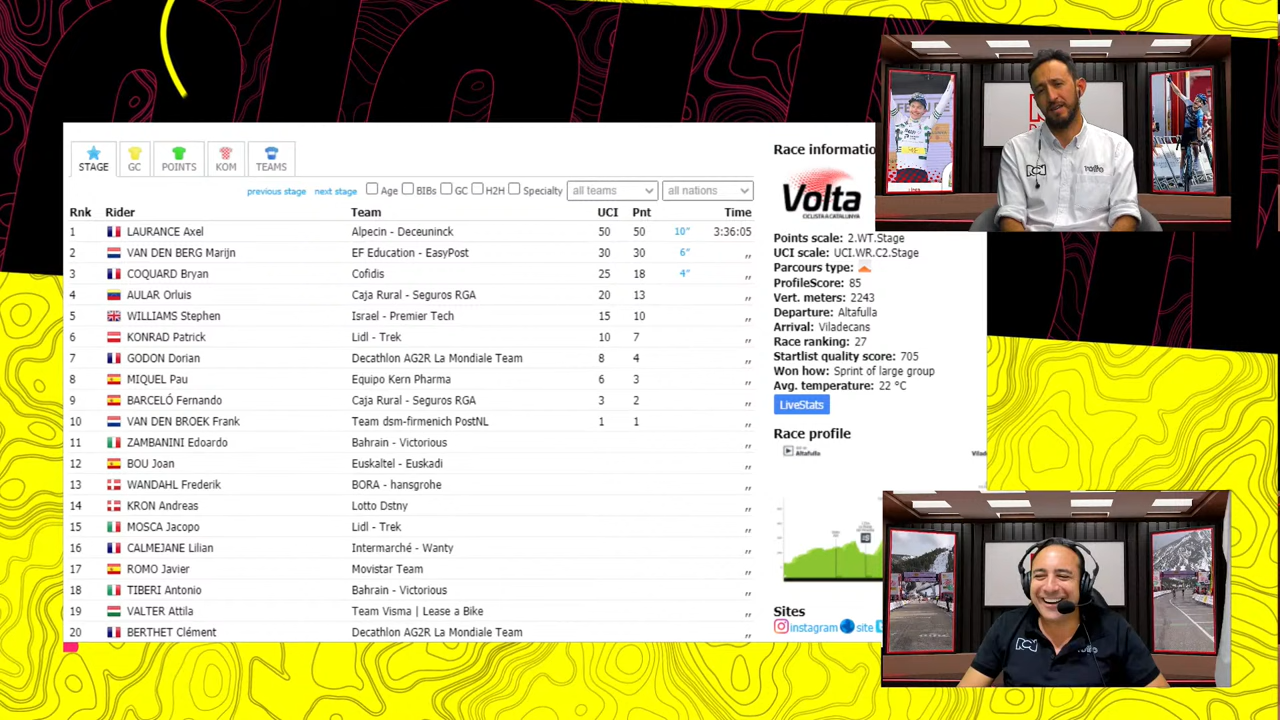 STAGE GC POINTS KOM TEAMS
previous stage next stage Age BIBs GC H2H Specialty all teams all nations
Rnk Rider Team UCI Pnt Time
1 LAURANCE Axel Alpecin - Deceuninck 50 50 10" 3:36:05
2 VAN DEN BERG Marijn EF Education - EasyPost 30 30 6" ,,
3 COQUARD Bryan Cofidis 25 18 4" ,,
4 AULAR Orluis Caja Rural - Seguros RGA 20 13 ,,
5 WILLIAMS Stephen Israel - Premier Tech 15 10 ,,
6 KONRAD Patrick Lidl - Trek 10 7 ,,
7 GODON Dorian Decathlon AG2R La Mondiale Team 8 4 ,,
8 MIQUEL Pau Equipo Kern Pharma 6 3 ,,
9 BARCELÓ Fernando Caja Rural - Seguros RGA 3 2 ,,
10 VAN DEN BROEK Frank Team dsm-firmenich PostNL 1 1 ,,
11 ZAMBANINI Edoardo Bahrain - Victorious ,,
12 BOU Joan Euskaltel - Euskadi ,,
13 WANDAHL Frederik BORA - hansgrohe ,,
14 KRON Andreas Lotto Dstny ,,
15 MOSCA Jacopo Lidl - Trek ,,
16 CALMEJANE Lilian Intermarché - Wanty ,,
17 ROMO Javier Movistar Team ,,
18 TIBERI Antonio Bahrain - Victorious ,,
19 VALTER Attila Team Visma | Lease a Bike ,,
20 BERTHET Clément Decathlon AG2R La Mondiale Team ,,
Race informatio
Volta
CICLISTA A CATALUNYA
Points scale: 2.WT.Stage
UCI scale: UCI.WR.C2.Stage
Parcours type:
ProfileScore: 85
Vert. meters: 2243
Departure: Altafulla
Arrival: Viladecans
Race ranking: 27
Startlist quality score: 705
Won how: Sprint of large group
Avg. temperature: 22 °C
LiveStats
Race profile
Altafulla
Sites
instagram site
RCN
RCN